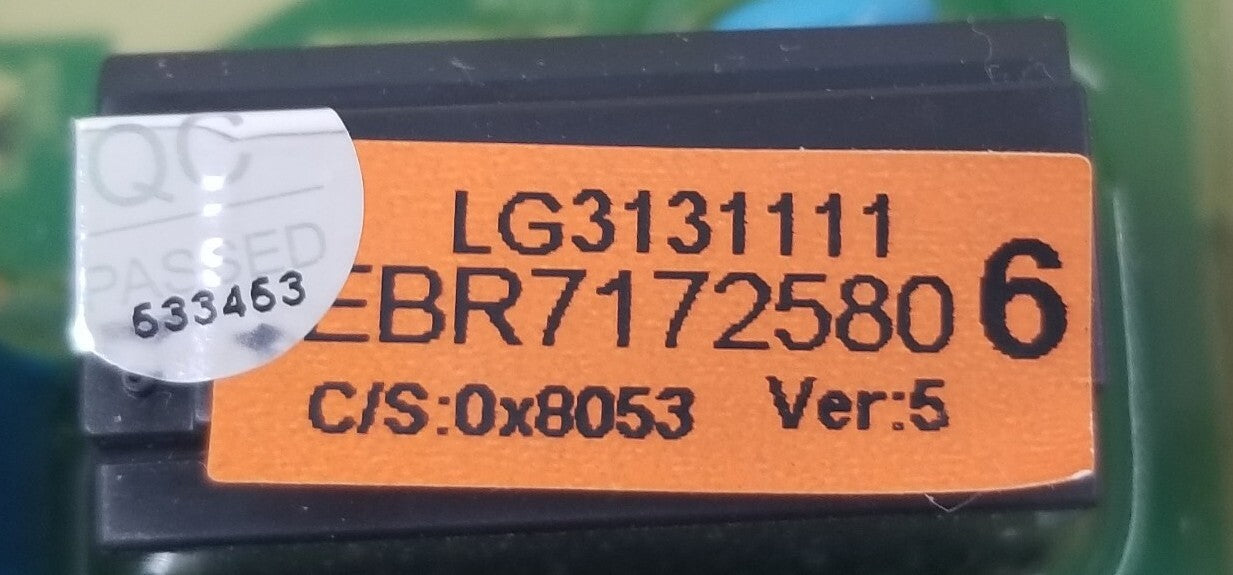 QC
PASSED
633463
LG3131111
EBR7172580 6
C/S:0x8053 Ver:5